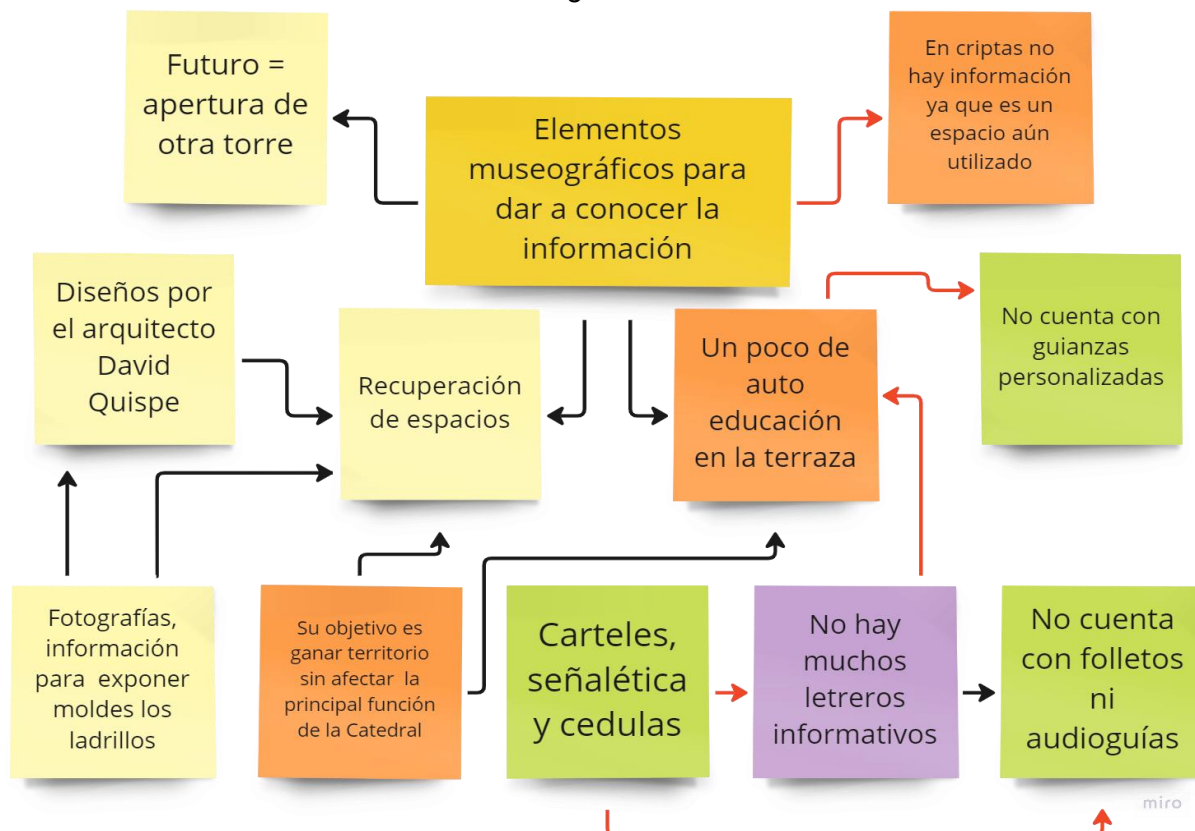 Futuro =
apertura de
otra torre
Elementos
museográficos para
dar a conocer la
información
En criptas no
hay información
ya que es un
espacio aún
utilizado
Diseños por
el arquitecto
David
Quispe
Recuperación
de espacios
Un poco de
auto
educación
en la terraza
No cuenta con
guianzas
personalizadas
Fotografías,
información
para exponer
moldes los
ladrillos
Su objetivo es
ganar territorio
sin afectar la
principal función
de la Catedral
Carteles,
señalética
y cedulas
No hay
muchos
letreros
informativos
No cuenta
con folletos
ni
audioguías
miro